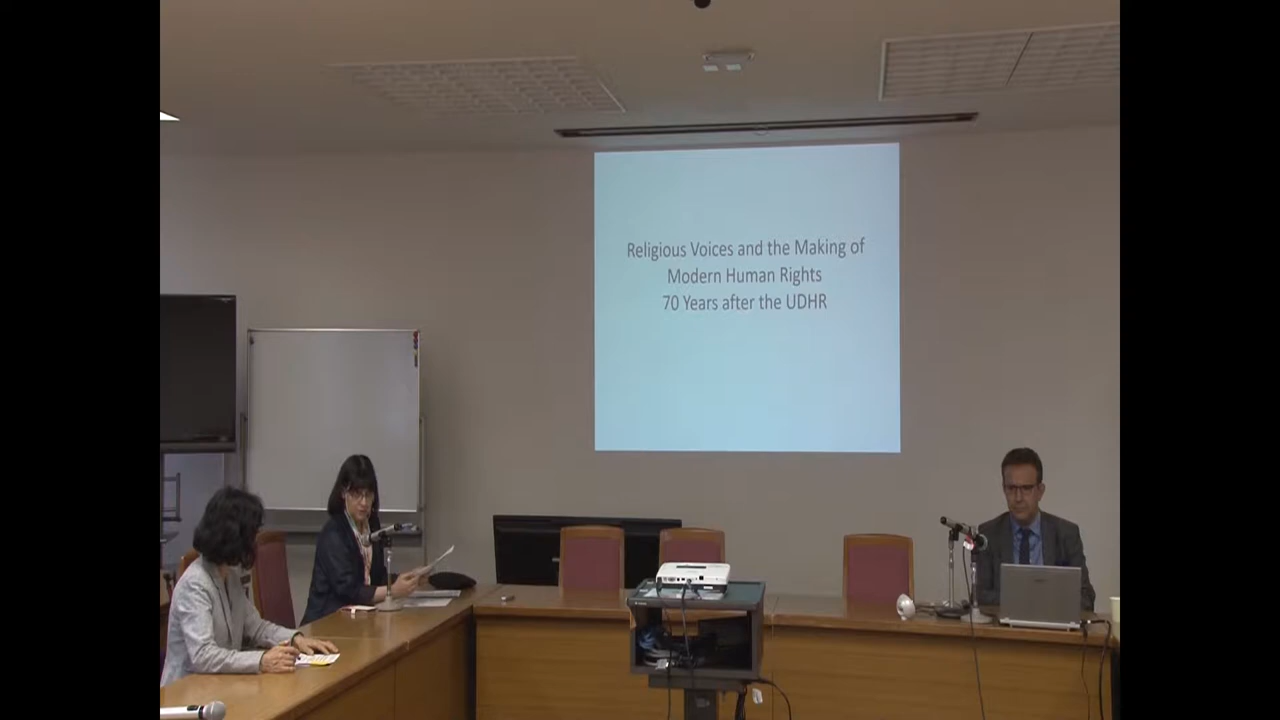 Religious Voices and the Making of
Modern Human Rights
70 Years after the UDHR